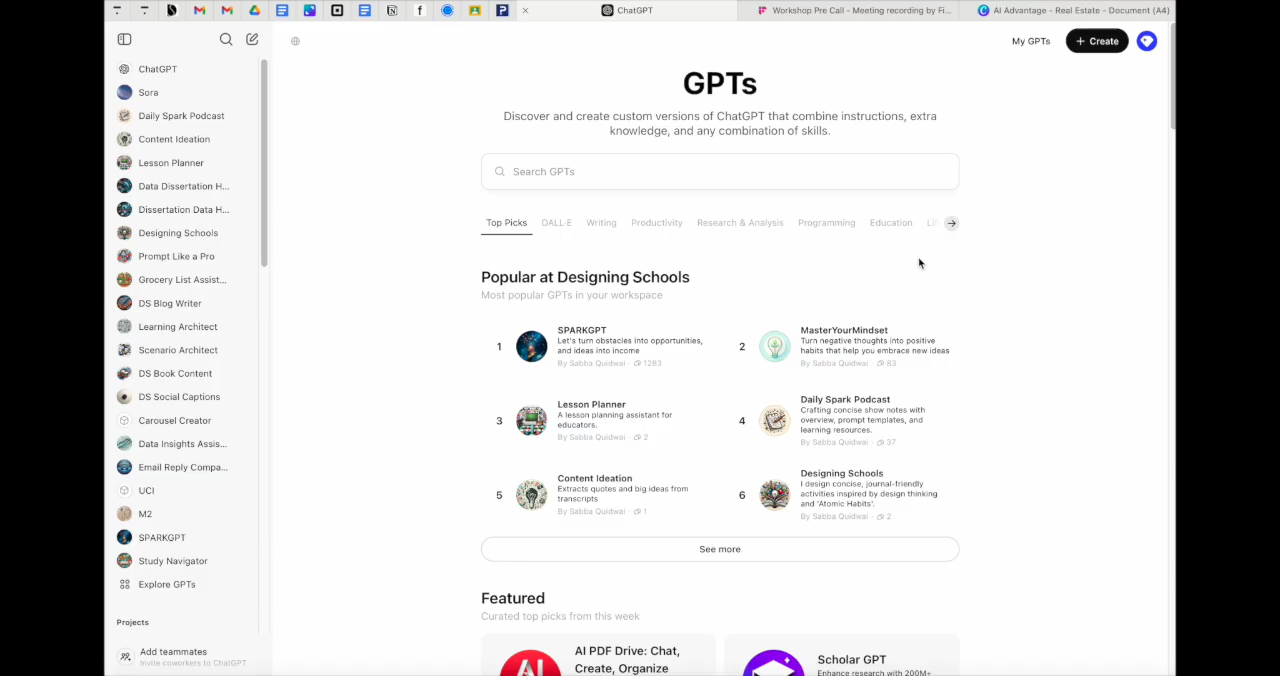 ChatGPT
Workshop Pre Call - Meeting recording by Fi...
AI Advantage - Real Estate - Document (A4)
My GPTs
+ Create
ChatGPT
Sora
Daily Spark Podcast
Content Ideation
Lesson Planner
Data Dissertation H...
Dissertation Data H...
Designing Schools
Prompt Like a Pro
Grocery List Assist...
DS Blog Writer
Learning Architect
Scenario Architect
DS Book Content
DS Social Captions
Carousel Creator
Data Insights Assis...
Email Reply Compa...
UCI
M2
SPARKGPT
Study Navigator
Explore GPTs
Projects
Add teammates
Invite coworkers to ChatGPT
GPTs
Discover and create custom versions of ChatGPT that combine instructions, extra
knowledge, and any combination of skills.
Search GPTs
Top Picks DALL·E Writing Productivity Research & Analysis Programming Education
Popular at Designing Schools
Most popular GPTs in your workspace
1
SPARKGPT
Let's turn obstacles into opportunities,
and ideas into income
By Sabba Quidwai · 1283
2
MasterYourMindset
Turn negative thoughts into positive
habits that help you embrace new ideas
By Sabba Quidwai · 83
3
Lesson Planner
A lesson planning assistant for
educators.
By Sabba Quidwai · 2
4
Daily Spark Podcast
Crafting concise show notes with
overview, prompt templates, and
learning resources.
By Sabba Quidwai · 37
5
Content Ideation
Extracts quotes and big ideas from
transcripts
By Sabba Quidwai · 1
6
Designing Schools
I design concise, journal-friendly
activities inspired by design thinking
and 'Atomic Habits'.
By Sabba Quidwai · 2
See more
Featured
Curated top picks from this week
AI
AI PDF Drive: Chat,
Create, Organize
Scholar GPT
Enhance research with 200M+